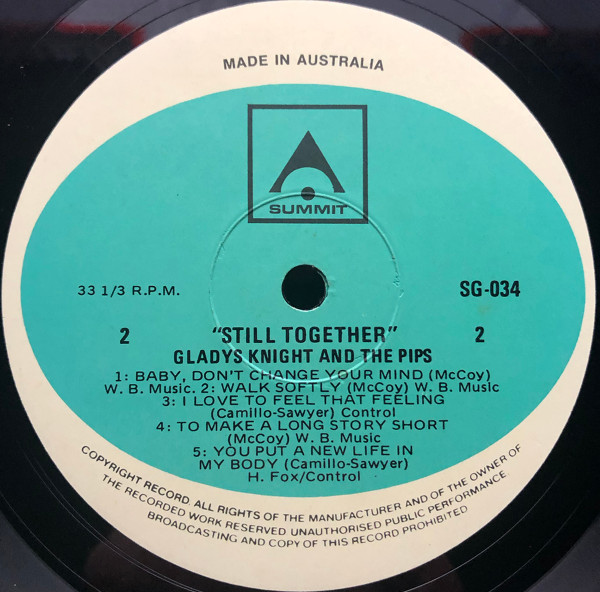 MADE IN AUSTRALIA
SUMMIT
33 1/3 R.P.M.
SG-034
2 "STILL TOGETHER" 2
GLADYS KNIGHT AND THE PIPS
1: BABY, DON'T CHANGE YOUR MIND (McCoy)
W. B. Music. 2: WALK SOFTLY (McCoy) W. B. Music
3: I LOVE TO FEEL THAT FEELING
(Camillo-Sawyer) Control
4: TO MAKE A LONG STORY SHORT
(McCoy) W. B. Music
5: YOU PUT A NEW LIFE IN
MY BODY (Camillo-Sawyer)
H. Fox/Control
COPYRIGHT RECORD. ALL RIGHTS OF THE MANUFACTURER AND OF THE OWNER OF
THE RECORDED WORK RESERVED UNAUTHORISED PUBLIC PERFORMANCE
BROADCASTING AND COPY OF THIS RECORD PROHIBITED